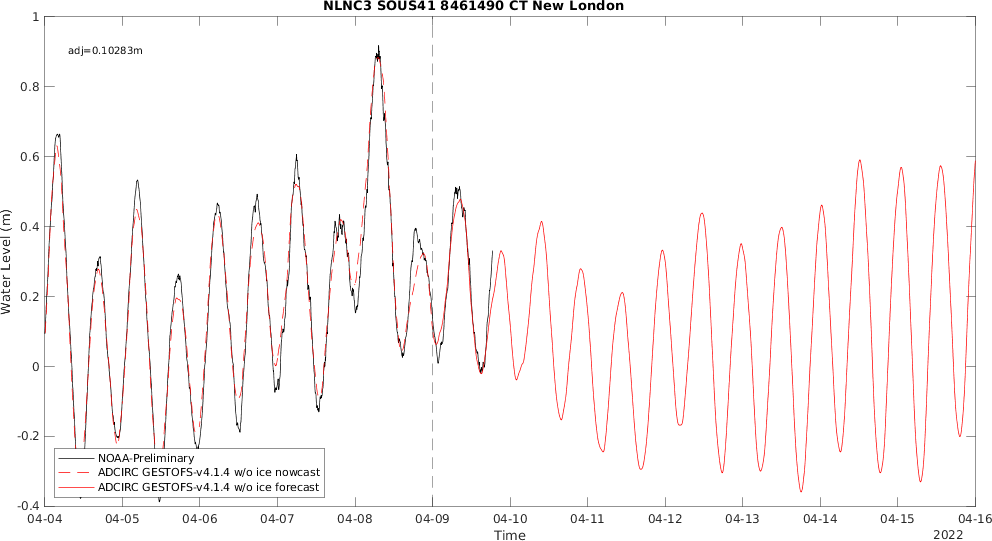 NLNC3 SOUS41 8461490 CT New London
adj=0.10283m
Water Level (m)
1
0.8
0.6
0.4
0.2
0
-0.2
-0.4
NOAA-Preliminary
ADCIRC GESTOFS-v4.1.4 w/o ice nowcast
ADCIRC GESTOFS-v4.1.4 w/o ice forecast
04-04 04-05 04-06 04-07 04-08 04-09 04-10 04-11 04-12 04-13 04-14 04-15 04-16
Time
2022